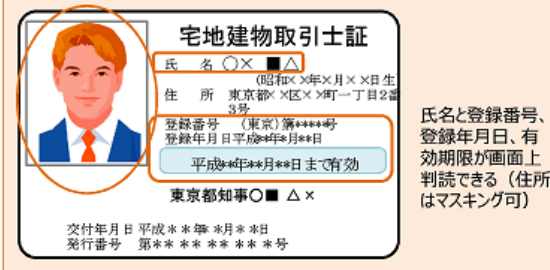 宅地建物取引士証
氏 名 ○× ■△
(昭和××年×月××日生
住 所 東京都××区××町一丁目2番
3号
登録番号 (東京)第*****号
登録年月日平成**年*月**日
平成**年**月**日まで有効
東京都知事○■ △×
交付年月日 平成**年*月*日
発行番号 第********号
氏名と登録番号、
登録年月日、有
効期限が画面上
判読できる（住所
はマスキング可）